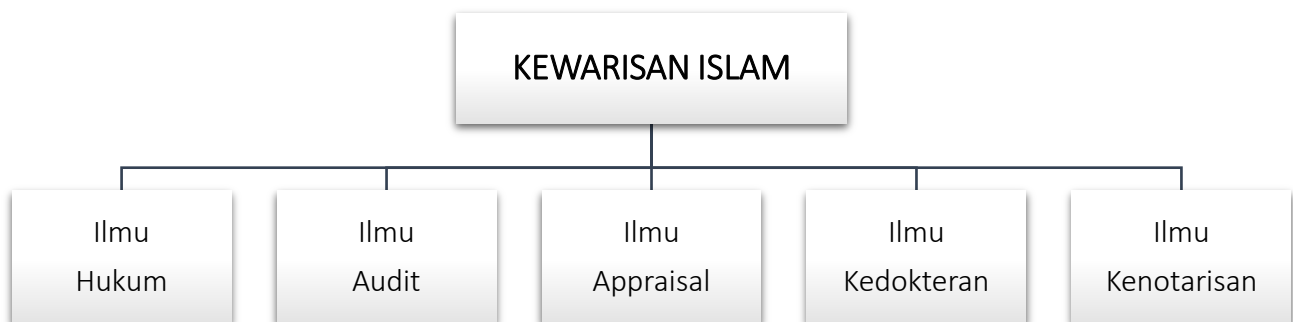 KEWARISAN ISLAM
Ilmu
Hukum
Ilmu
Audit
Ilmu
Appraisal
Ilmu
Kedokteran
Ilmu
Kenotarisan